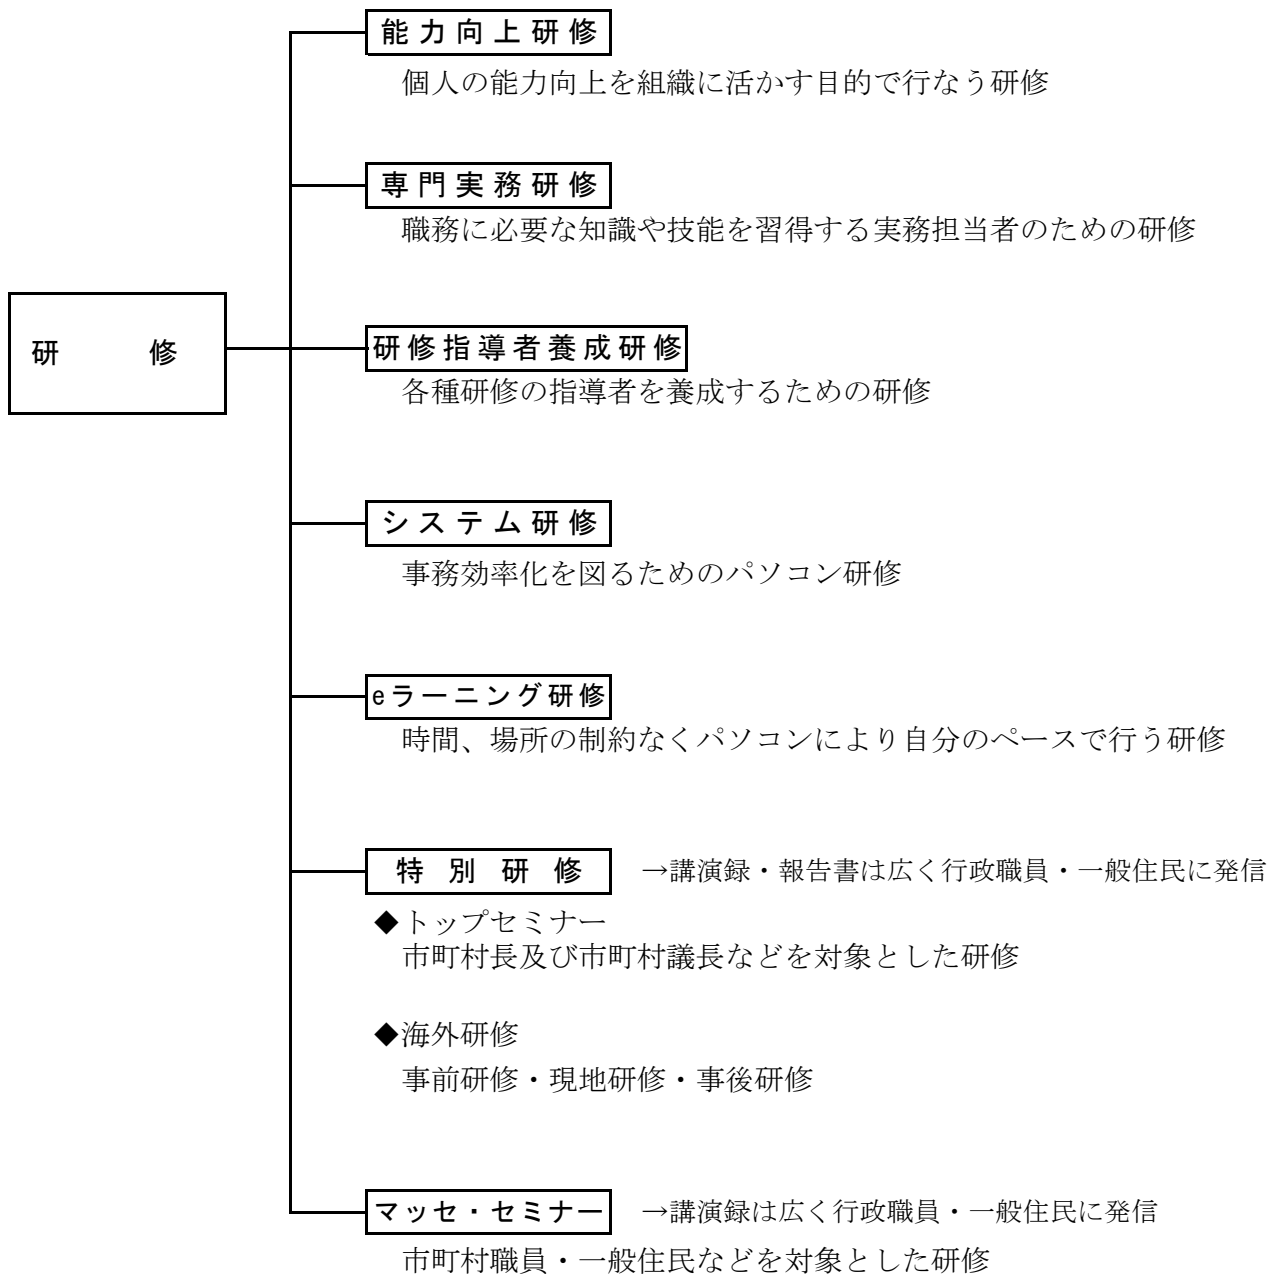 能力向上研修
個人の能力向上を組織に活かす目的で行なう研修
専門実務研修
職務に必要な知識や技能を習得する実務担当者のための研修
研　修
研修指導者養成研修
各種研修の指導者を養成するための研修
システム研修
事務効率化を図るためのパソコン研修
eラーニング研修
時間、場所の制約なくパソコンにより自分のペースで行う研修
特別研修　→講演録・報告書は広く行政職員・一般住民に発信
◆トップセミナー
市町村長及び市町村議長などを対象とした研修
◆海外研修
事前研修・現地研修・事後研修
マッセ・セミナー　→講演録は広く行政職員・一般住民に発信
市町村職員・一般住民などを対象とした研修